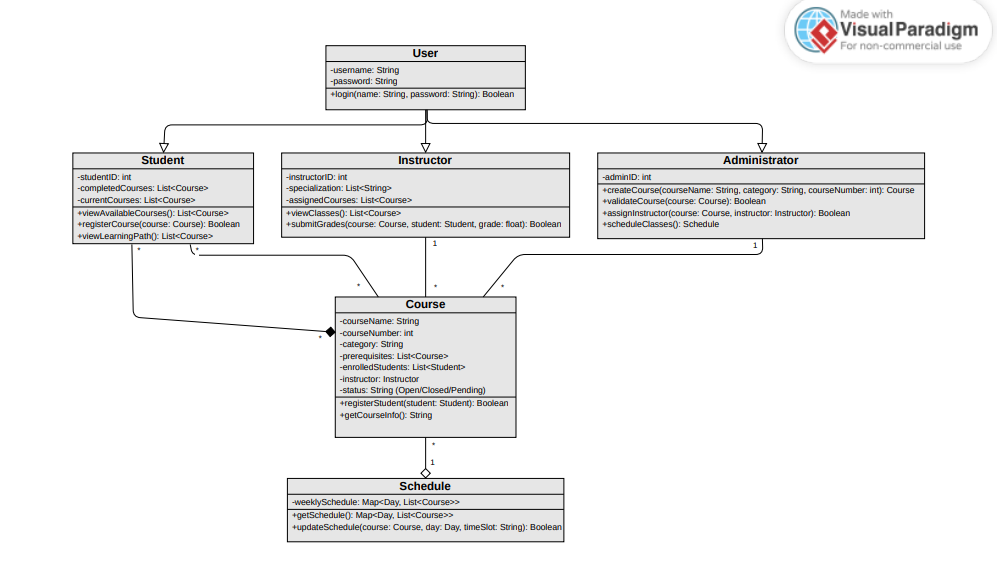 Made with
Visual Paradigm
For non-commercial use
User
-username: String
-password: String
+login(name: String, password: String): Boolean
Student
-studentID: int
-completedCourses: List<Course>
-currentCourses: List<Course>
+viewAvailableCourses(): List<Course>
+registerCourse(course: Course): Boolean
+viewLearningPath(): List<Course>
Instructor
-instructorID: int
-specialization: List<String>
-assignedCourses: List<Course>
+viewClasses(): List<Course>
+submitGrades(course: Course, student: Student, grade: float): Boolean
Administrator
-adminID: int
+createCourse(courseName: String, category: String, courseNumber: int): Course
+validateCourse(course: Course): Boolean
+assignInstructor(course: Course, instructor: Instructor): Boolean
+scheduleClasses(): Schedule
*
*
1
1
*
*
*
*
Course
-courseName: String
-courseNumber: int
-category: String
-prerequisites: List<Course>
-enrolledStudents: List<Student>
-instructor: Instructor
-status: String (Open/Closed/Pending)
+registerStudent(student: Student): Boolean
+getCourseInfo(): String
*
1
Schedule
-weeklySchedule: Map<Day, List<Course>>
+getSchedule(): Map<Day, List<Course>>
+updateSchedule(course: Course, day: Day, timeSlot: String): Boolean